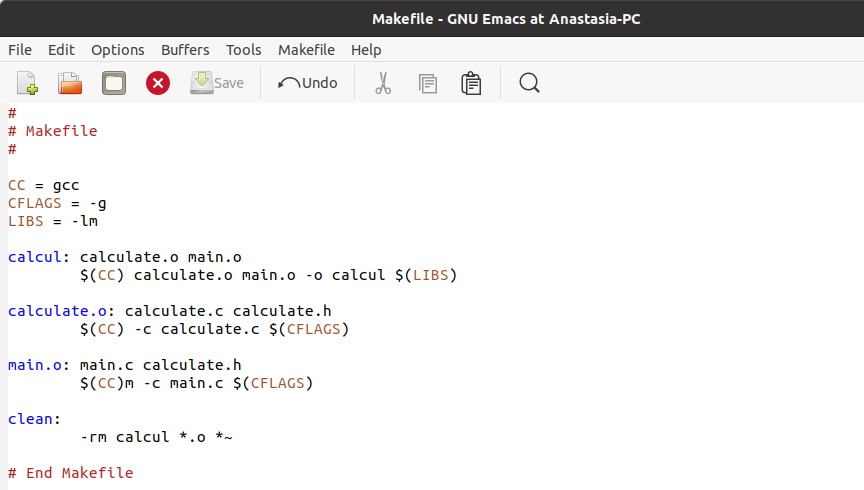 Makefile - GNU Emacs at Anastasia-PC
File Edit Options Buffers Tools Makefile Help
Save Undo
#
# Makefile
#
CC = gcc
CFLAGS = -g
LIBS = -lm
calcul: calculate.o main.o
$(CC) calculate.o main.o -o calcul $(LIBS)
calculate.o: calculate.c calculate.h
$(CC) -c calculate.c $(CFLAGS)
main.o: main.c calculate.h
$(CC)m -c main.c $(CFLAGS)
clean:
-rm calcul *.o *~
# End Makefile